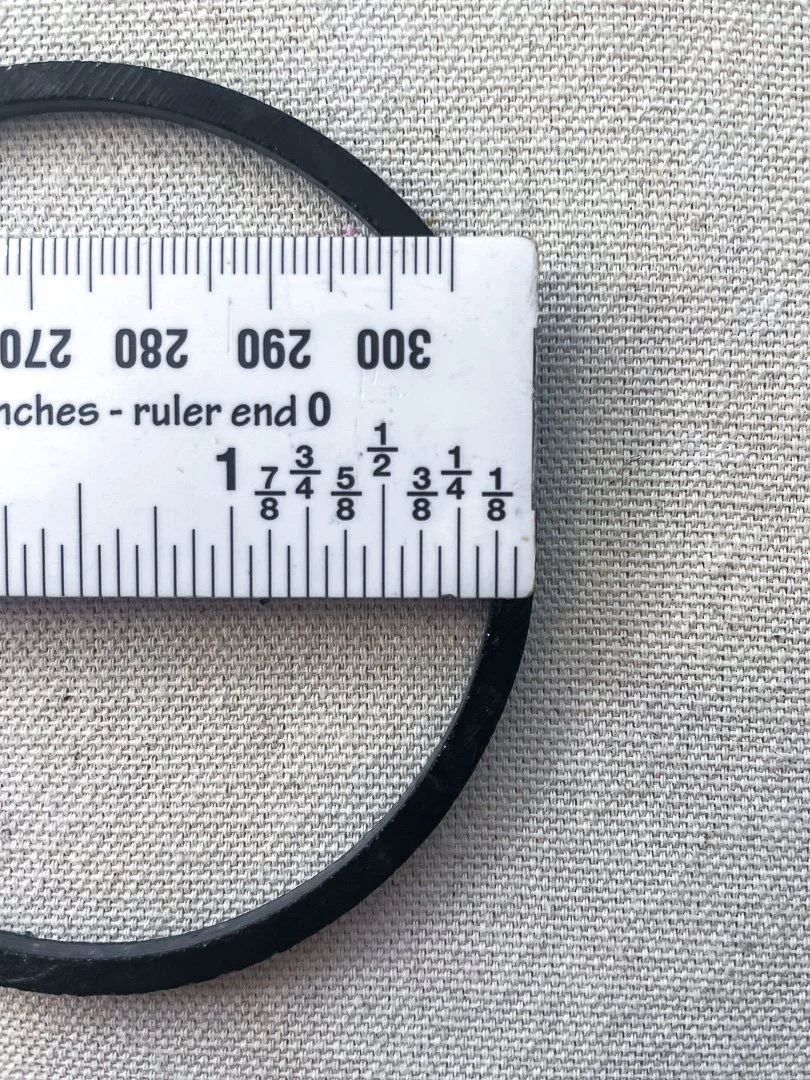 270 280 290 300
nches - ruler end 0
1 7/8 3/4 5/8 1/2 3/8 1/4 1/8